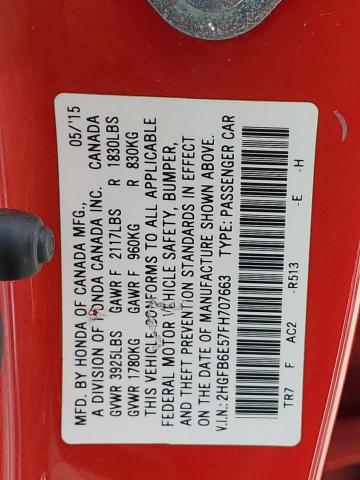 MFD. BY HONDA OF CANADA MFG., 05/'15
A DIVISION OF HONDA CANADA INC. CANADA
GVWR 3925LBS GAWR F 2117LBS R 1830LBS
GVWR 1780KG GAWR F 960KG R 830KG
THIS VEHICLE CONFORMS TO ALL APPLICABLE
FEDERAL MOTOR VEHICLE SAFETY, BUMPER,
AND THEFT PREVENTION STANDARDS IN EFFECT
ON THE DATE OF MANUFACTURE SHOWN ABOVE.
V.I.N.: 2HGFB6E57FH707663 TYPE: PASSENGER CAR
TR7 F AC2 -R513 -E -H